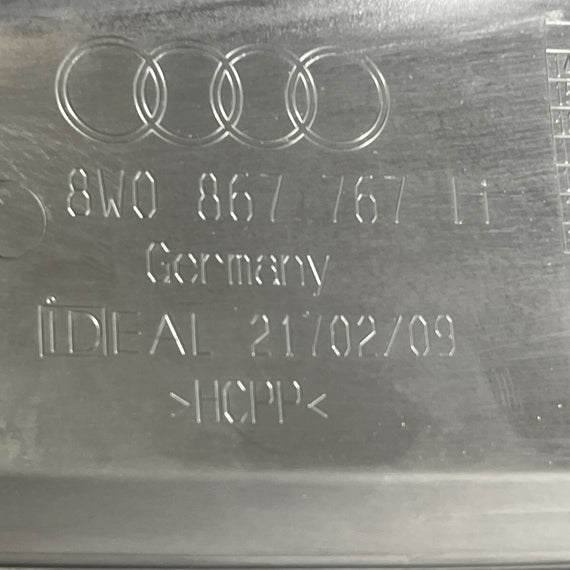 8W0 867 767
Germany
IDEAL 21/02/09
>HCPP<